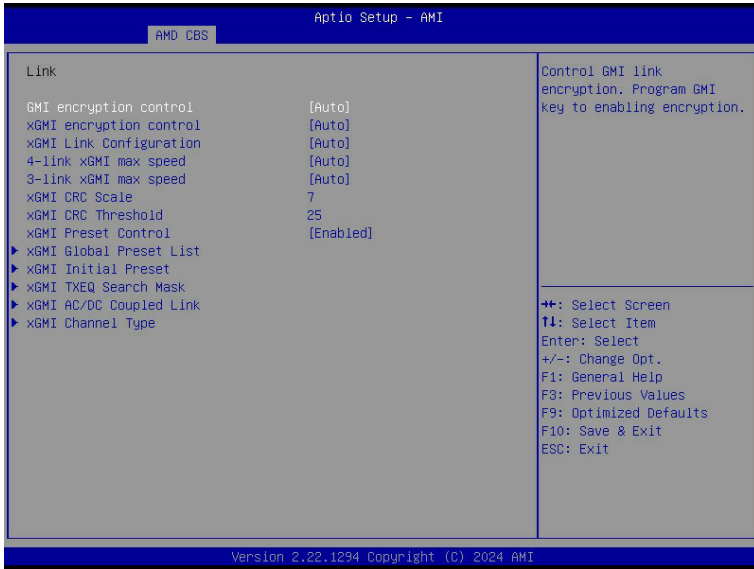 Aptio Setup - AMI
AMD CBS
Link
GMI encryption control [Auto]
xGMI encryption control [Auto]
xGMI Link Configuration [Auto]
4-link xGMI max speed [Auto]
3-link xGMI max speed [Auto]
xGMI CRC Scale 7
xGMI CRC Threshold 25
xGMI Preset Control [Enabled]
xGMI Global Preset List
xGMI Initial Preset
xGMI TXEQ Search Mask
xGMI AC/DC Coupled Link
xGMI Channel Type
Control GMI link
encryption. Program GMI
key to enabling encryption.
→←: Select Screen
↑↓: Select Item
Enter: Select
+/-: Change Opt.
F1: General Help
F3: Previous Values
F9: Optimized Defaults
F10: Save & Exit
ESC: Exit
Version 2.22.1294 Copyright (C) 2024 AMI